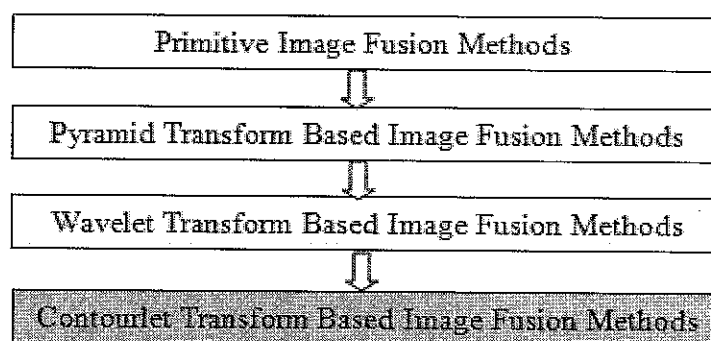 Primitive Image Fusion Methods
Pyramid Transform Based Image Fusion Methods
Wavelet Transform Based Image Fusion Methods
Contourlet Transform Based Image Fusion Methods